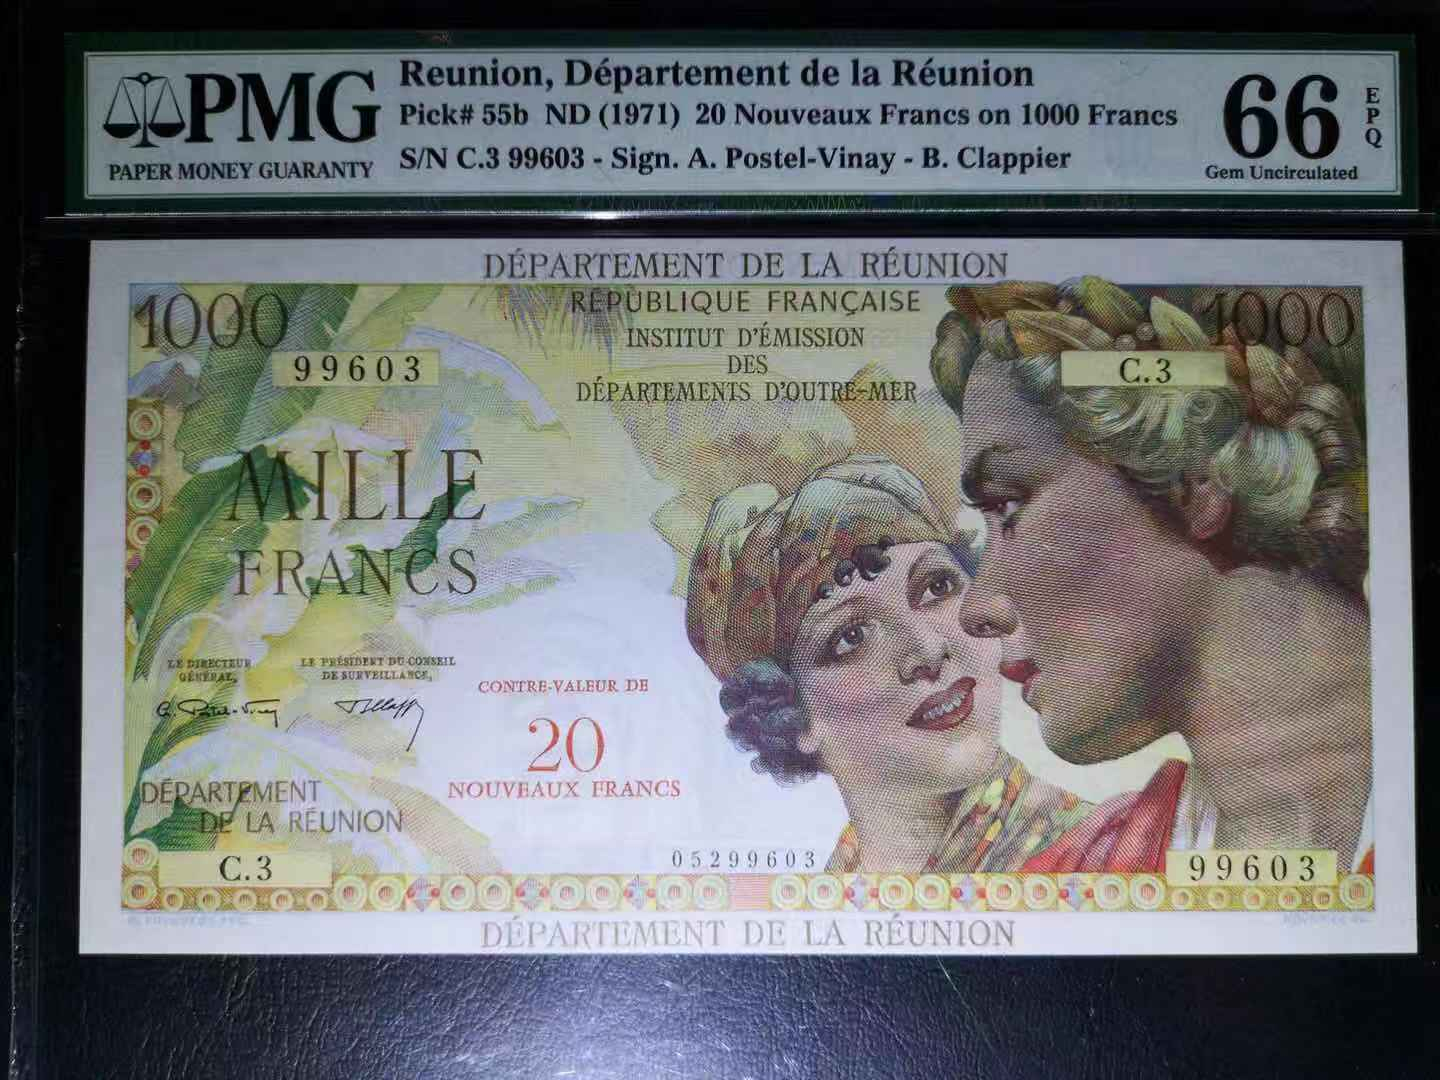 PMG
PAPER MONEY GUARANTY
Reunion, Département de la Réunion
Pick# 55b ND (1971) 20 Nouveaux Francs on 1000 Francs
S/N C.3 99603 - Sign. A. Postel-Vinay - B. Clappier
66
EPQ
Gem Uncirculated
DÉPARTEMENT DE LA RÉUNION
1000
RÉPUBLIQUE FRANÇAISE
1000
INSTITUT D'ÉMISSION
DES
DÉPARTEMENTS D'OUTRE-MER
99603
C.3
MILLE
FRANCS
LE DIRECTEUR
GÉNÉRAL,
LE PRÉSIDENT DU CONSEIL
DE SURVEILLANCE,
CONTRE-VALEUR DE
20
NOUVEAUX FRANCS
DÉPARTEMENT
DE LA RÉUNION
C.3
05299603
99603
DÉPARTEMENT DE LA RÉUNION